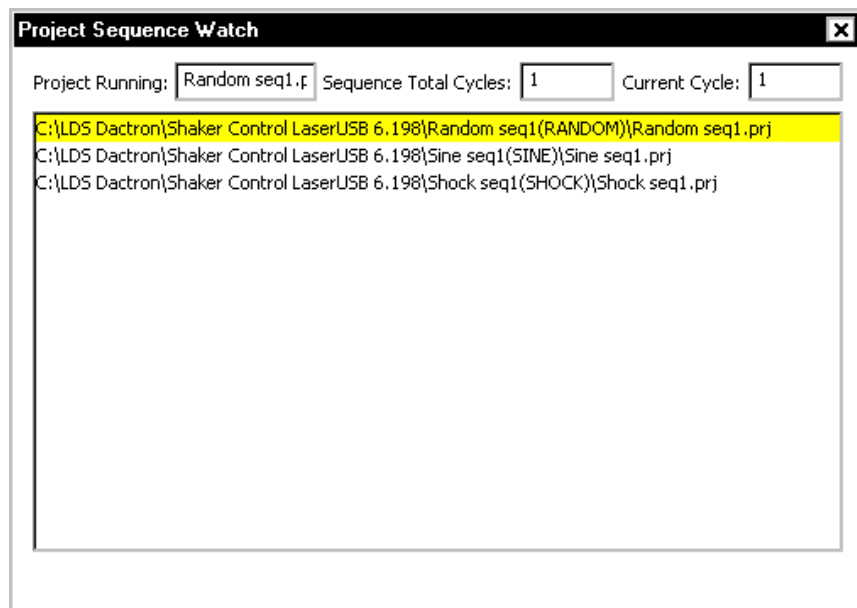 Project Sequence Watch
Project Running: Random seq1.p Sequence Total Cycles: 1 Current Cycle: 1
C:\LDS Dactron\Shaker Control LaserUSB 6.198\Random seq1(RANDOM)\Random seq1.prj
C:\LDS Dactron\Shaker Control LaserUSB 6.198\Sine seq1(SINE)\Sine seq1.prj
C:\LDS Dactron\Shaker Control LaserUSB 6.198\Shock seq1(SHOCK)\Shock seq1.prj